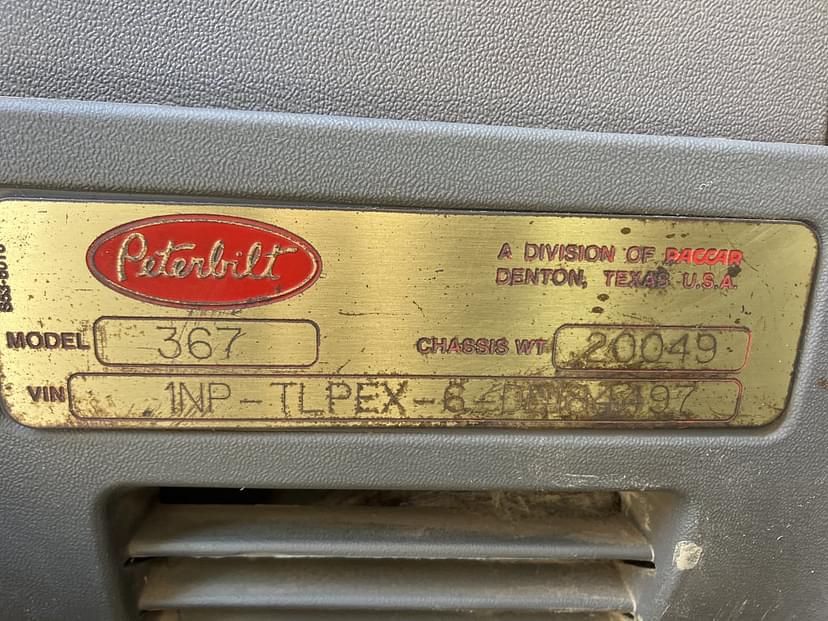 Peterbilt
A DIVISION OF PACCAR
DENTON, TEXAS U.S.A.
MODEL 367
CHASSIS WT 20049
VIN 1NP-TLPEX-6-